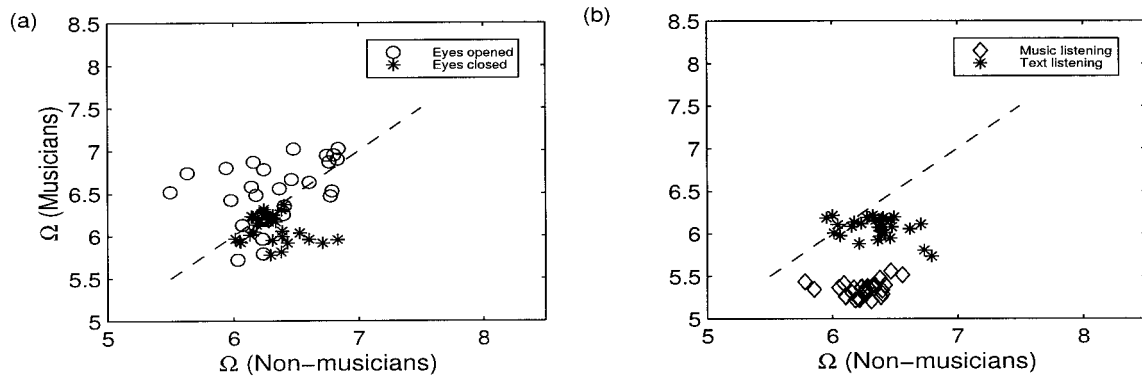 (a)
8.5
8
7.5
7
6.5
6
5.5
5
5 6 7 8
Ω (Musicians)
Ω (Non-musicians)
Eyes opened
Eyes closed
(b)
8.5
8
7.5
7
6.5
6
5.5
5
5 6 7 8
Ω (Non-musicians)
Music listening
Text listening